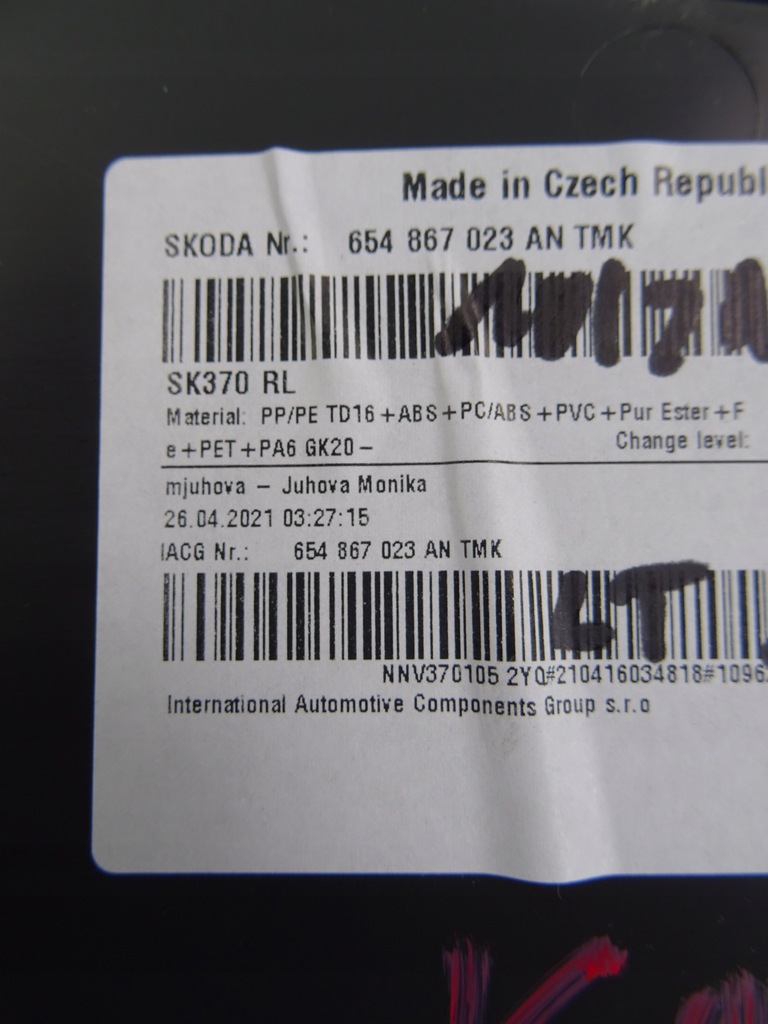 Made in Czech Republ
SKODA Nr.: 654 867 023 AN TMK
SK370 RL
Material: PP/PE TD16+ABS+PC/ABS+PVC+Pur Ester+F
e+PET+PA6 GK20-
Change level:
mjuhova - Juhova Monika
26.04.2021 03:27:15
IACG Nr.: 654 867 023 AN TMK
LT
NNV370105 2YQ#210416034818#1096
International Automotive Components Group s.r.o